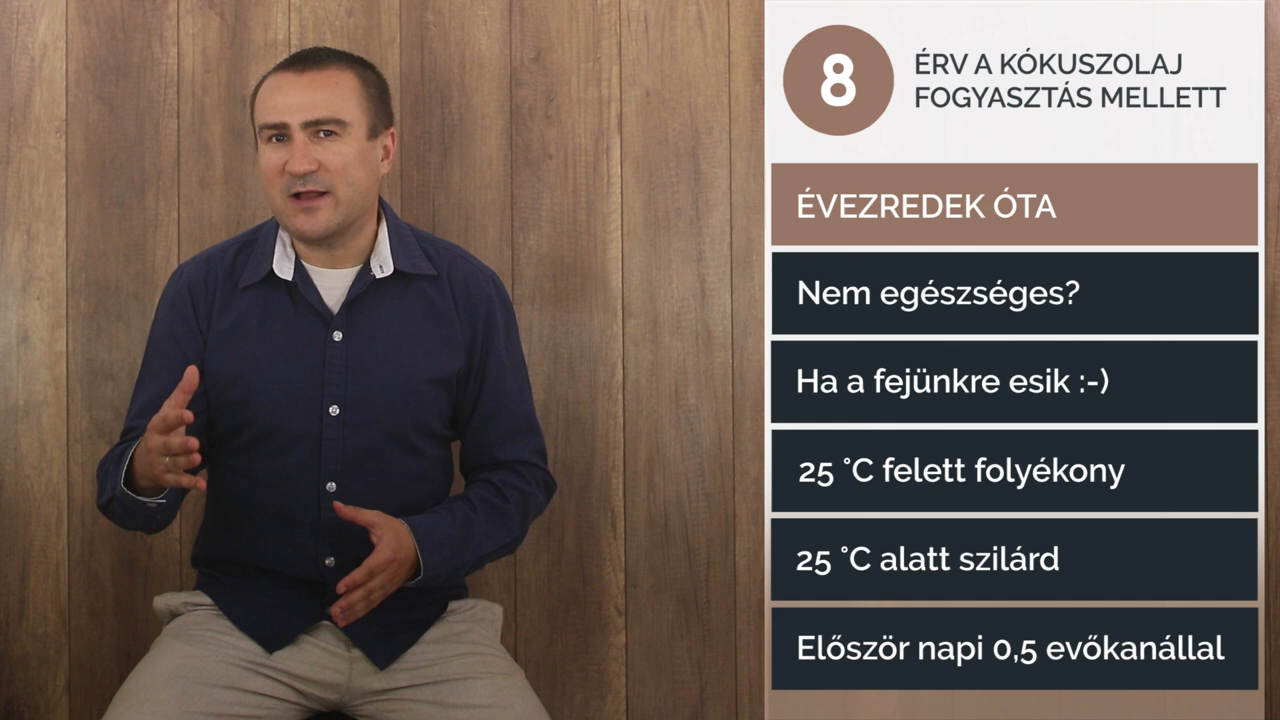 8
ÉRV A KÓKUSZOLAJ
FOGYASZTÁS MELLETT
ÉVEZREDEK ÓTA
Nem egészséges?
Ha a fejünkre esik :-)
25 °C felett folyékony
25 °C alatt szilárd
Először napi 0,5 evőkanállal